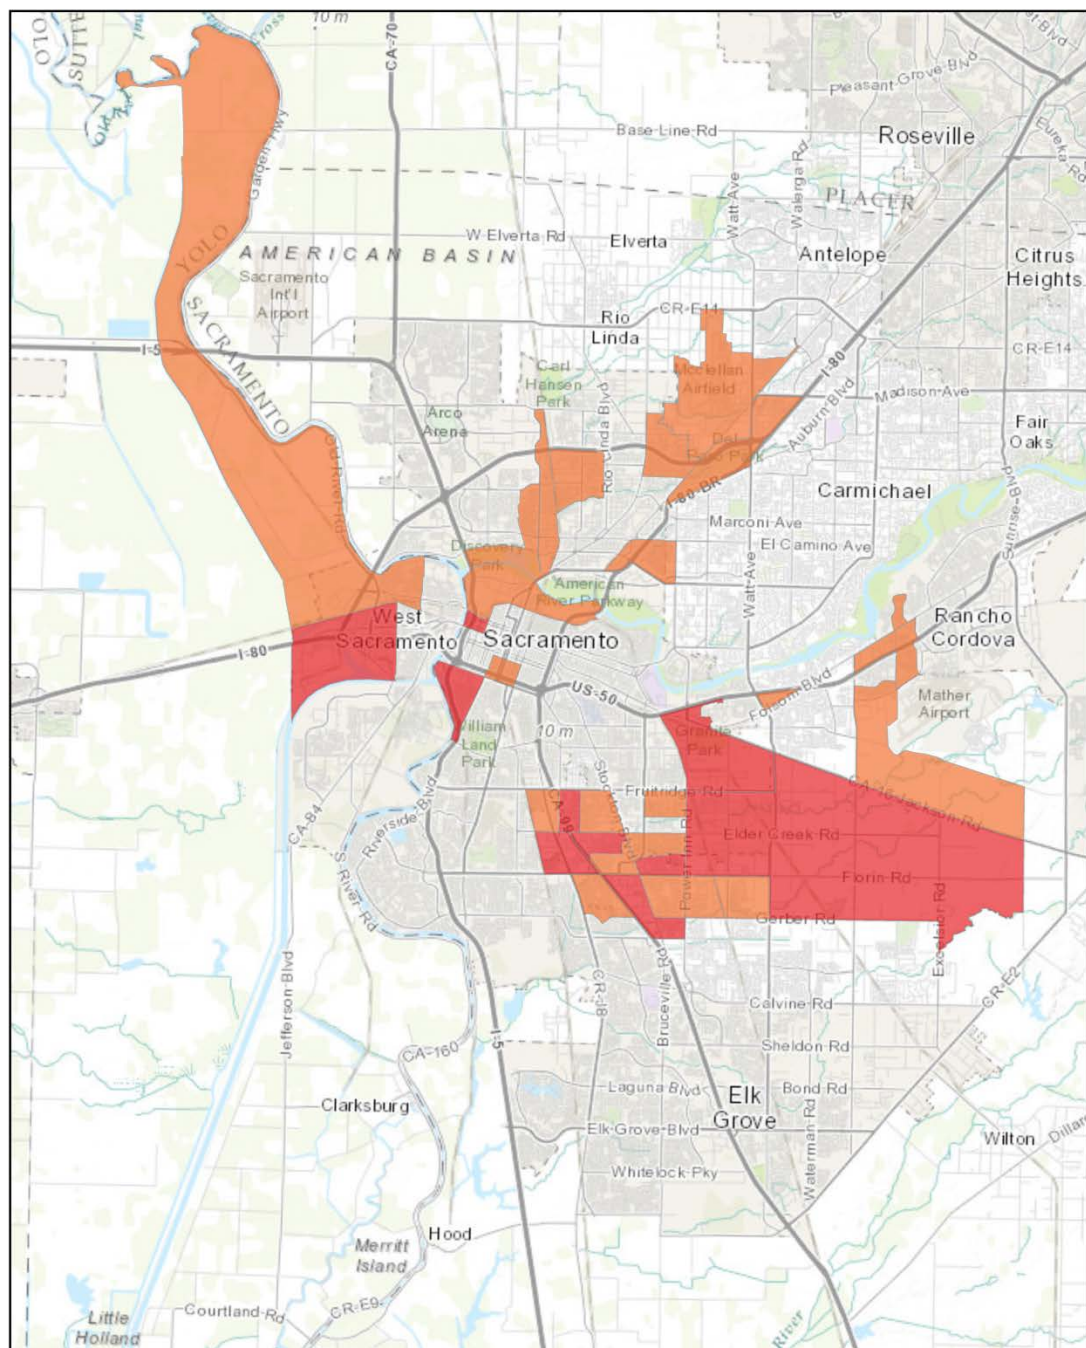 SUTTE
YOLO
Cross
10 m
CA-70
Pleasant-Grove-Blvd
Base-Line-Rd
Roseville
Eureka-Rd
Garden-Hwy
Watt-Ave
Walerga-Rd
PLACER
W Elverta Rd
Elverta
YOLO
AMERICAN BASIN
Antelope
Citrus
Heights
Sacramento
Int'l
Airport
SACRAMENTO
CR-E14
Rio
Linda
I-5
I-80
CR-E14
Carl
Hansen
Park
Mcclellan
Airfield
Madison-Ave
Arco
Arena
Rio-Linda-Blvd
Auburn-Blvd
Fair
Oaks
Old-River-Rd
Del
Paso Park
Carmichael
I-80-BR
Sunrise-Blvd
Marconi Ave
El Camino Ave
Discovery
Park
American
River Parkway
Watt-Ave
West
Sacramento
Sacramento
Rancho
Cordova
I-80
US-50
Folsom-Blvd
Mather
Airport
William
Land
Park
10 m
Granite
Park
CA-84
Riverside-Blvd
CA-99
Stockton-Blvd
Fruitridge-Rd
CA-16-Jackson-Rd
Power Inn Rd
Elder Creek Rd
S River Rd
Florin-Rd
Gerber-Rd
Excelsior-Rd
Jefferson-Blvd
CR-I8
Bruceville-Rd
CR-E2
Calvine-Rd
I-5
CA-160
Sheldon-Rd
Laguna-Blvd
Bond-Rd
Clarksburg
Elk
Grove
Elk-Grove-Blvd
Waterman-Rd
Wilton
Whitelock-Pky
Hood
Merritt
Island
Courtland-Rd
CR-E9
Little
Holland
River